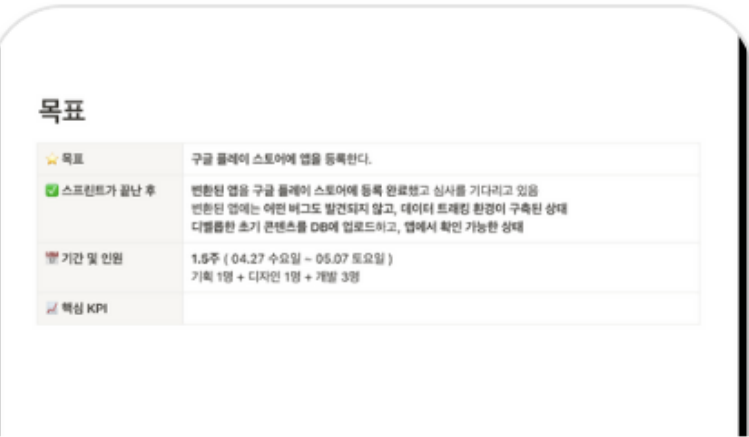 목표
⭐ 목표
구글 플레이 스토어에 앱을 등록한다.
✅ 스프린트가 끝난 후
변환된 앱을 구글 플레이 스토어에 등록 완료했고 심사를 기다리고 있음
변환된 앱에는 어떤 버그도 발견되지 않고, 데이터 트래킹 환경이 구축된 상태
디벨롭한 초기 콘텐츠를 DB에 업로드하고, 앱에서 확인 가능한 상태
📅 기간 및 인원
1.5주 ( 04.27 수요일 ~ 05.07 토요일 )
기획 1명 + 디자인 1명 + 개발 3명
📈 핵심 KPI